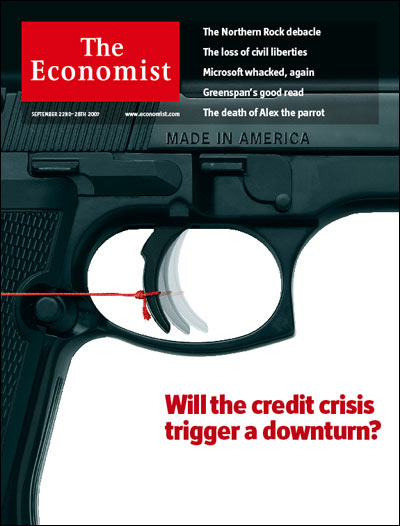 The
Economist
SEPTEMBER 22ND-28TH 2007
www.economist.com
The Northern Rock debacle
The loss of civil liberties
Microsoft whacked, again
Greenspan's good read
The death of Alex the parrot
MADE IN AMERICA
Will the credit crisis
trigger a downturn?